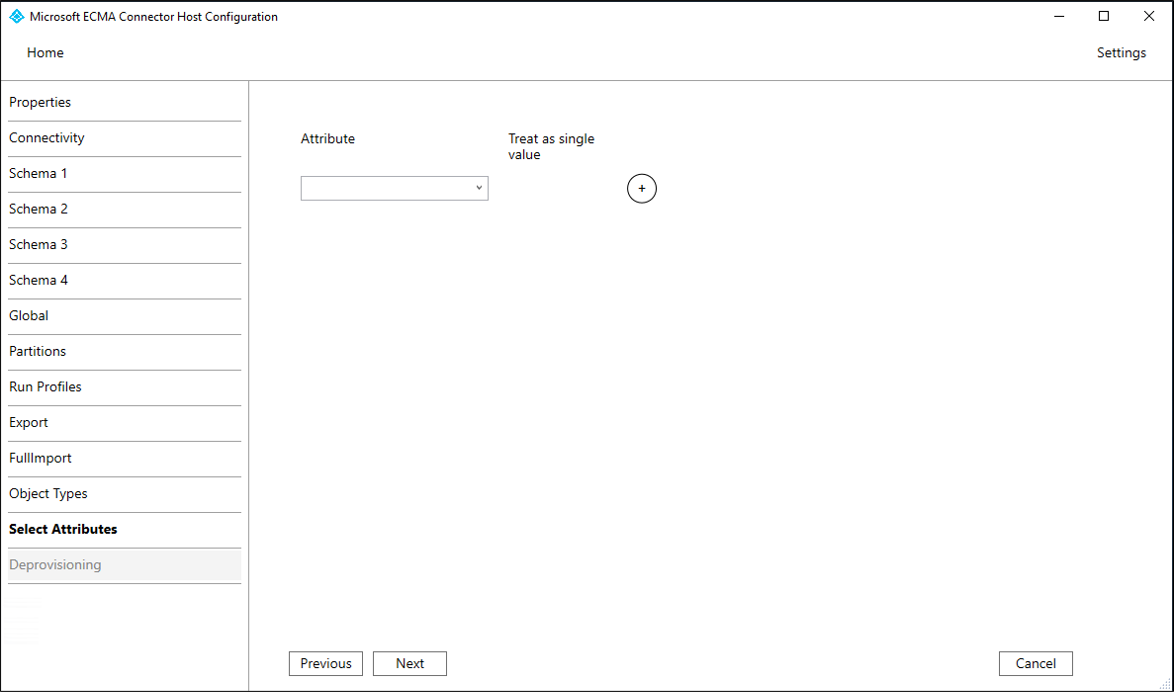 Microsoft ECMA Connector Host Configuration
Home
Settings
Properties
Connectivity
Schema 1
Schema 2
Schema 3
Schema 4
Global
Partitions
Run Profiles
Export
FullImport
Object Types
Select Attributes
Deprovisioning
Attribute
Treat as single
value
+
Previous
Next
Cancel